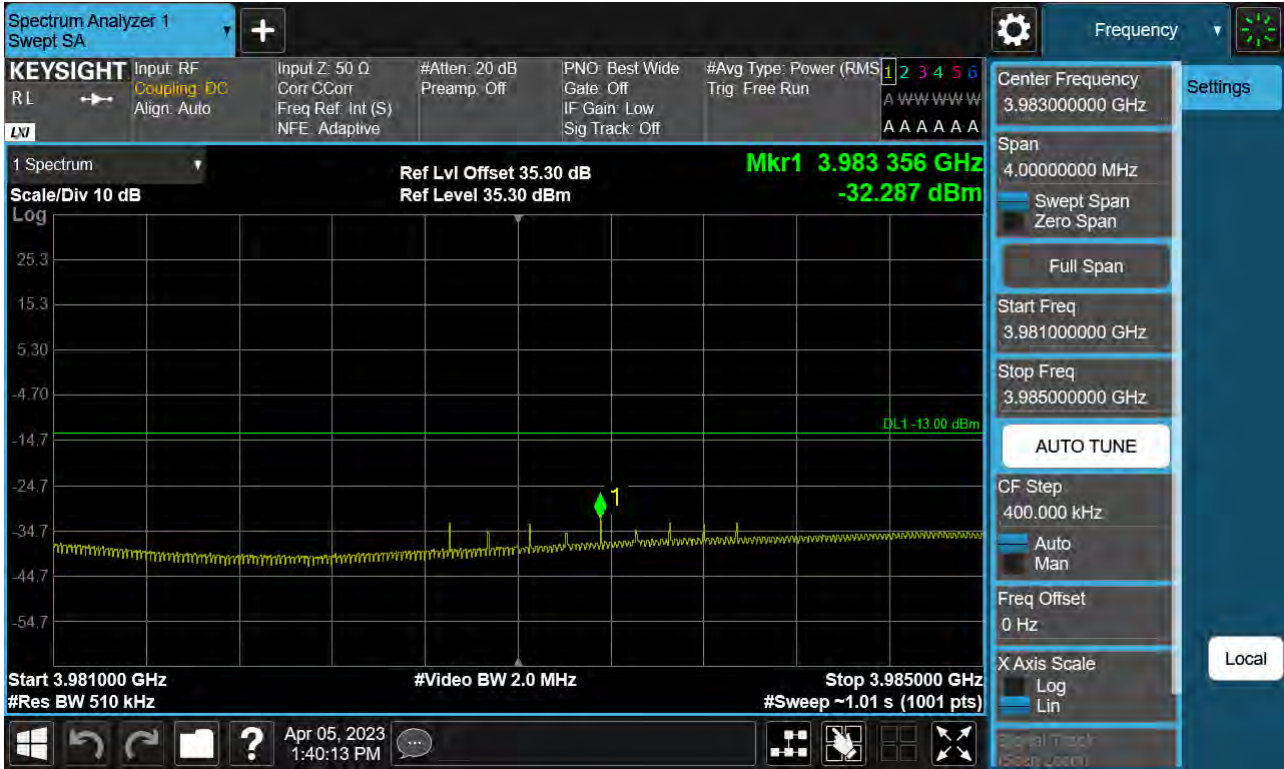 Spectrum Analyzer 1
Swept SA
Frequency
KEYSIGHT
R L
LXI
Input: RF
Coupling: DC
Align: Auto
Input Z: 50 Ω
Corr CCorr
Freq Ref: Int (S)
NFE: Adaptive
#Atten: 20 dB
Preamp: Off
PNO: Best Wide
Gate: Off
IF Gain: Low
Sig Track: Off
#Avg Type: Power (RMS
Trig: Free Run
1 2 3 4 5 6
A W W W W W
A A A A A A
1 Spectrum
Scale/Div 10 dB
Log
Ref Lvl Offset 35.30 dB
Ref Level 35.30 dBm
Mkr1 3.983 356 GHz
-32.287 dBm
25.3
15.3
5.30
-4.70
-14.7
-24.7
-34.7
-44.7
-54.7
DL1 -13.00 dBm
1
Start 3.981000 GHz
#Res BW 510 kHz
#Video BW 2.0 MHz
Stop 3.985000 GHz
#Sweep ~1.01 s (1001 pts)
Center Frequency
3.983000000 GHz
Span
4.00000000 MHz
Swept Span
Zero Span
Full Span
Start Freq
3.981000000 GHz
Stop Freq
3.985000000 GHz
AUTO TUNE
CF Step
400.000 kHz
Auto
Man
Freq Offset
0 Hz
X Axis Scale
Log
Lin
Signal Track
(Span Zoom)
Settings
Local
?
Apr 05, 2023
1:40:13 PM